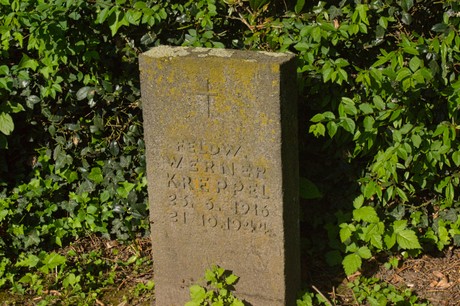 FELDW.
WERNER
KREPPEL
23. 5. 1916
21. 10. 1944